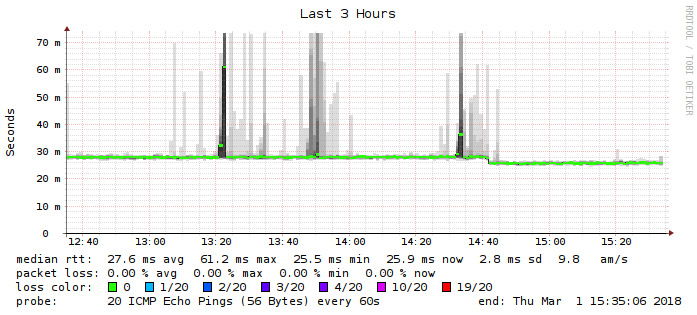 Last 3 Hours
RRDTOOL / TOBI OETIKER
Seconds
70 m
60 m
50 m
40 m
30 m
20 m
10 m
0
12:40 13:00 13:20 13:40 14:00 14:20 14:40 15:00 15:20
median rtt: 27.6 ms avg 61.2 ms max 25.5 ms min 25.9 ms now 2.8 ms sd 9.8 am/s
packet loss: 0.00 % avg 0.00 % max 0.00 % min 0.00 % now
loss color: 0 1/20 2/20 3/20 4/20 10/20 19/20
probe: 20 ICMP Echo Pings (56 Bytes) every 60s end: Thu Mar 1 15:35:06 2018